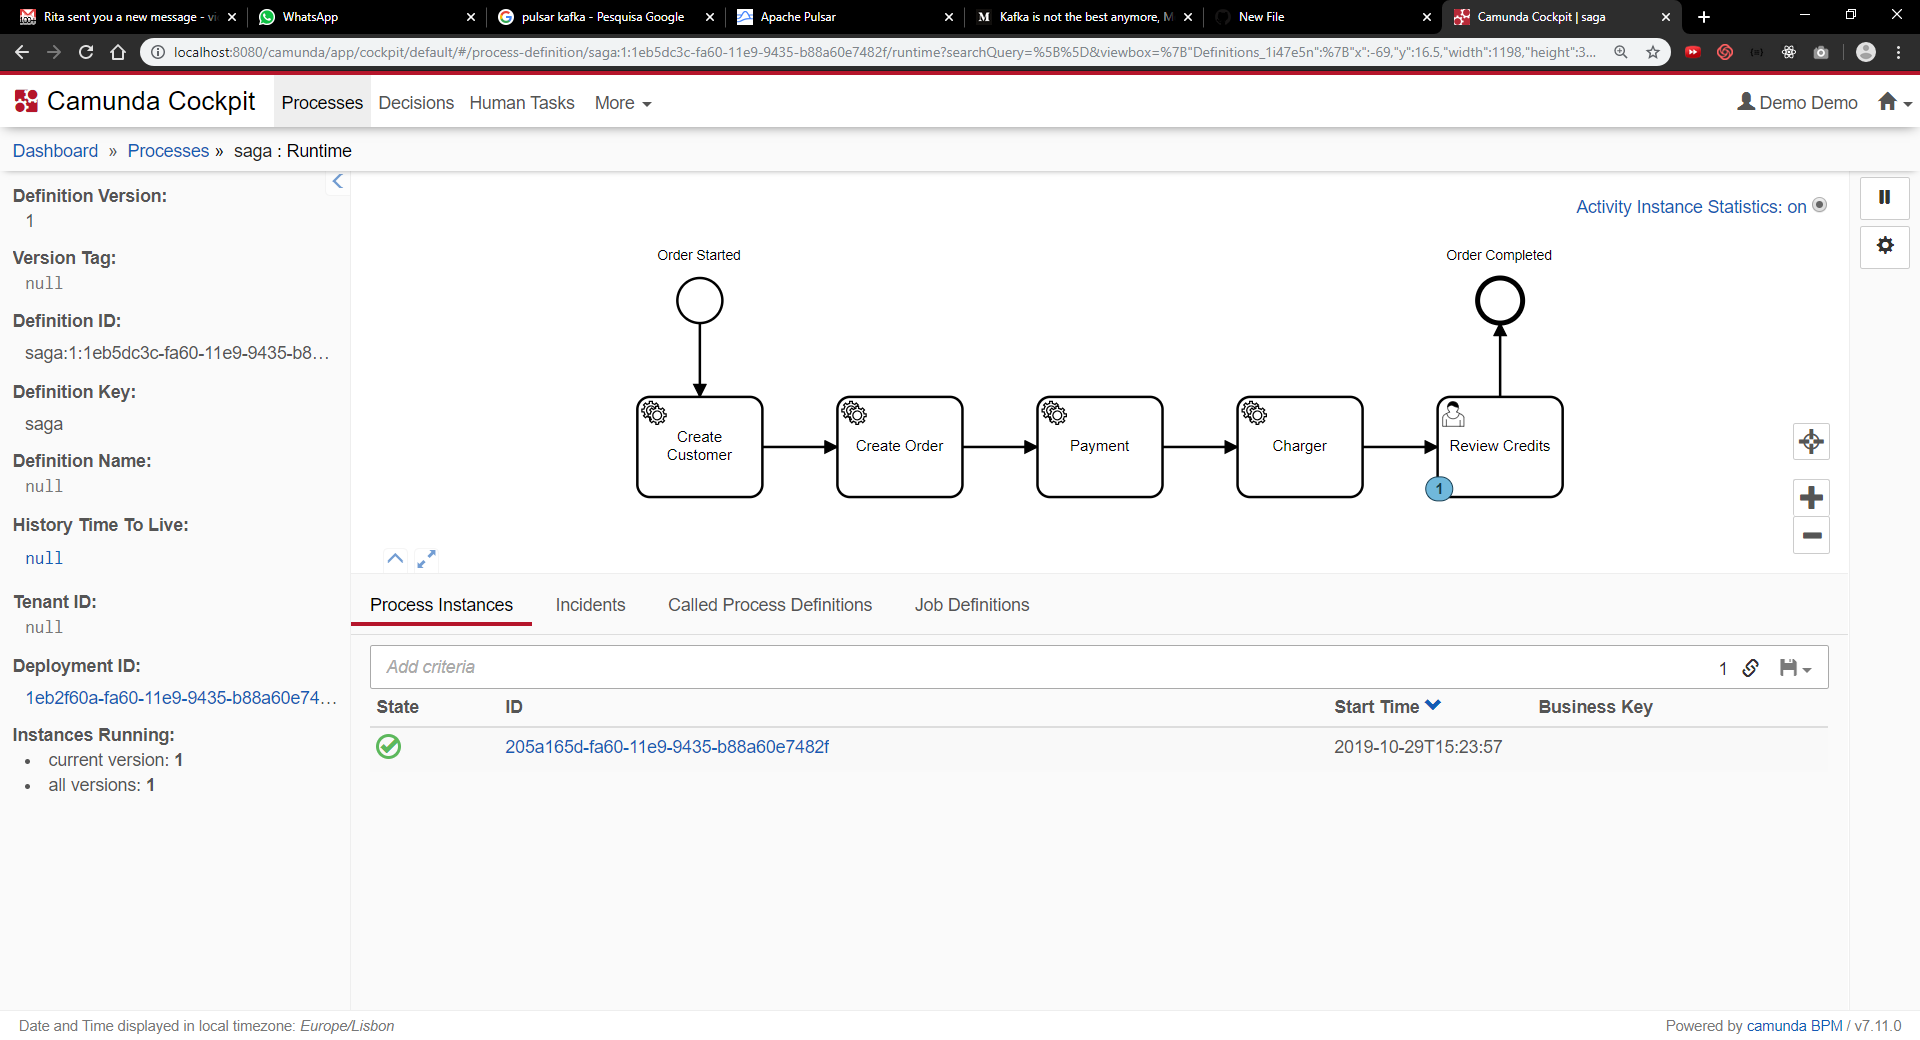 Rita sent you a new message - vi
WhatsApp
pulsar kafka - Pesquisa Google
Apache Pulsar
Kafka is not the best anymore, M
New File
Camunda Cockpit | saga
localhost:8080/camunda/app/cockpit/default/#/process-definition/saga:1:1eb5dc3c-fa60-11e9-9435-b88a60e7482f/runtime?searchQuery=%5B%5D&viewbox=%7B"Definitions_1i47e5n":%7B"x":-69,"y":16.5,"width":1198,"height":3...
Camunda Cockpit
Processes
Decisions
Human Tasks
More
Demo Demo
Dashboard » Processes » saga : Runtime
Definition Version:
1
Version Tag:
null
Definition ID:
saga:1:1eb5dc3c-fa60-11e9-9435-b8...
Definition Key:
saga
Definition Name:
null
History Time To Live:
null
Tenant ID:
null
Deployment ID:
1eb2f60a-fa60-11e9-9435-b88a60e74...
Instances Running:
• current version: 1
• all versions: 1
Activity Instance Statistics: on
Order Started
Order Completed
Create
Customer
Create Order
Payment
Charger
Review Credits
1
Process Instances
Incidents
Called Process Definitions
Job Definitions
Add criteria
1
State
ID
Start Time
Business Key
205a165d-fa60-11e9-9435-b88a60e7482f
2019-10-29T15:23:57
Date and Time displayed in local timezone: Europe/Lisbon
Powered by camunda BPM / v7.11.0